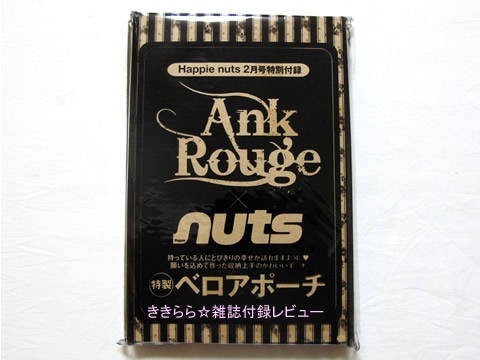 Happie nuts 2月号特別付録
Ank
Rouge
×
nuts
持っている人にとびきりの幸せが訪れますように♥
願いを込めて作った収納上手のかわいい
特製 ベロアポーチ
ききらら☆雑誌付録レビュー